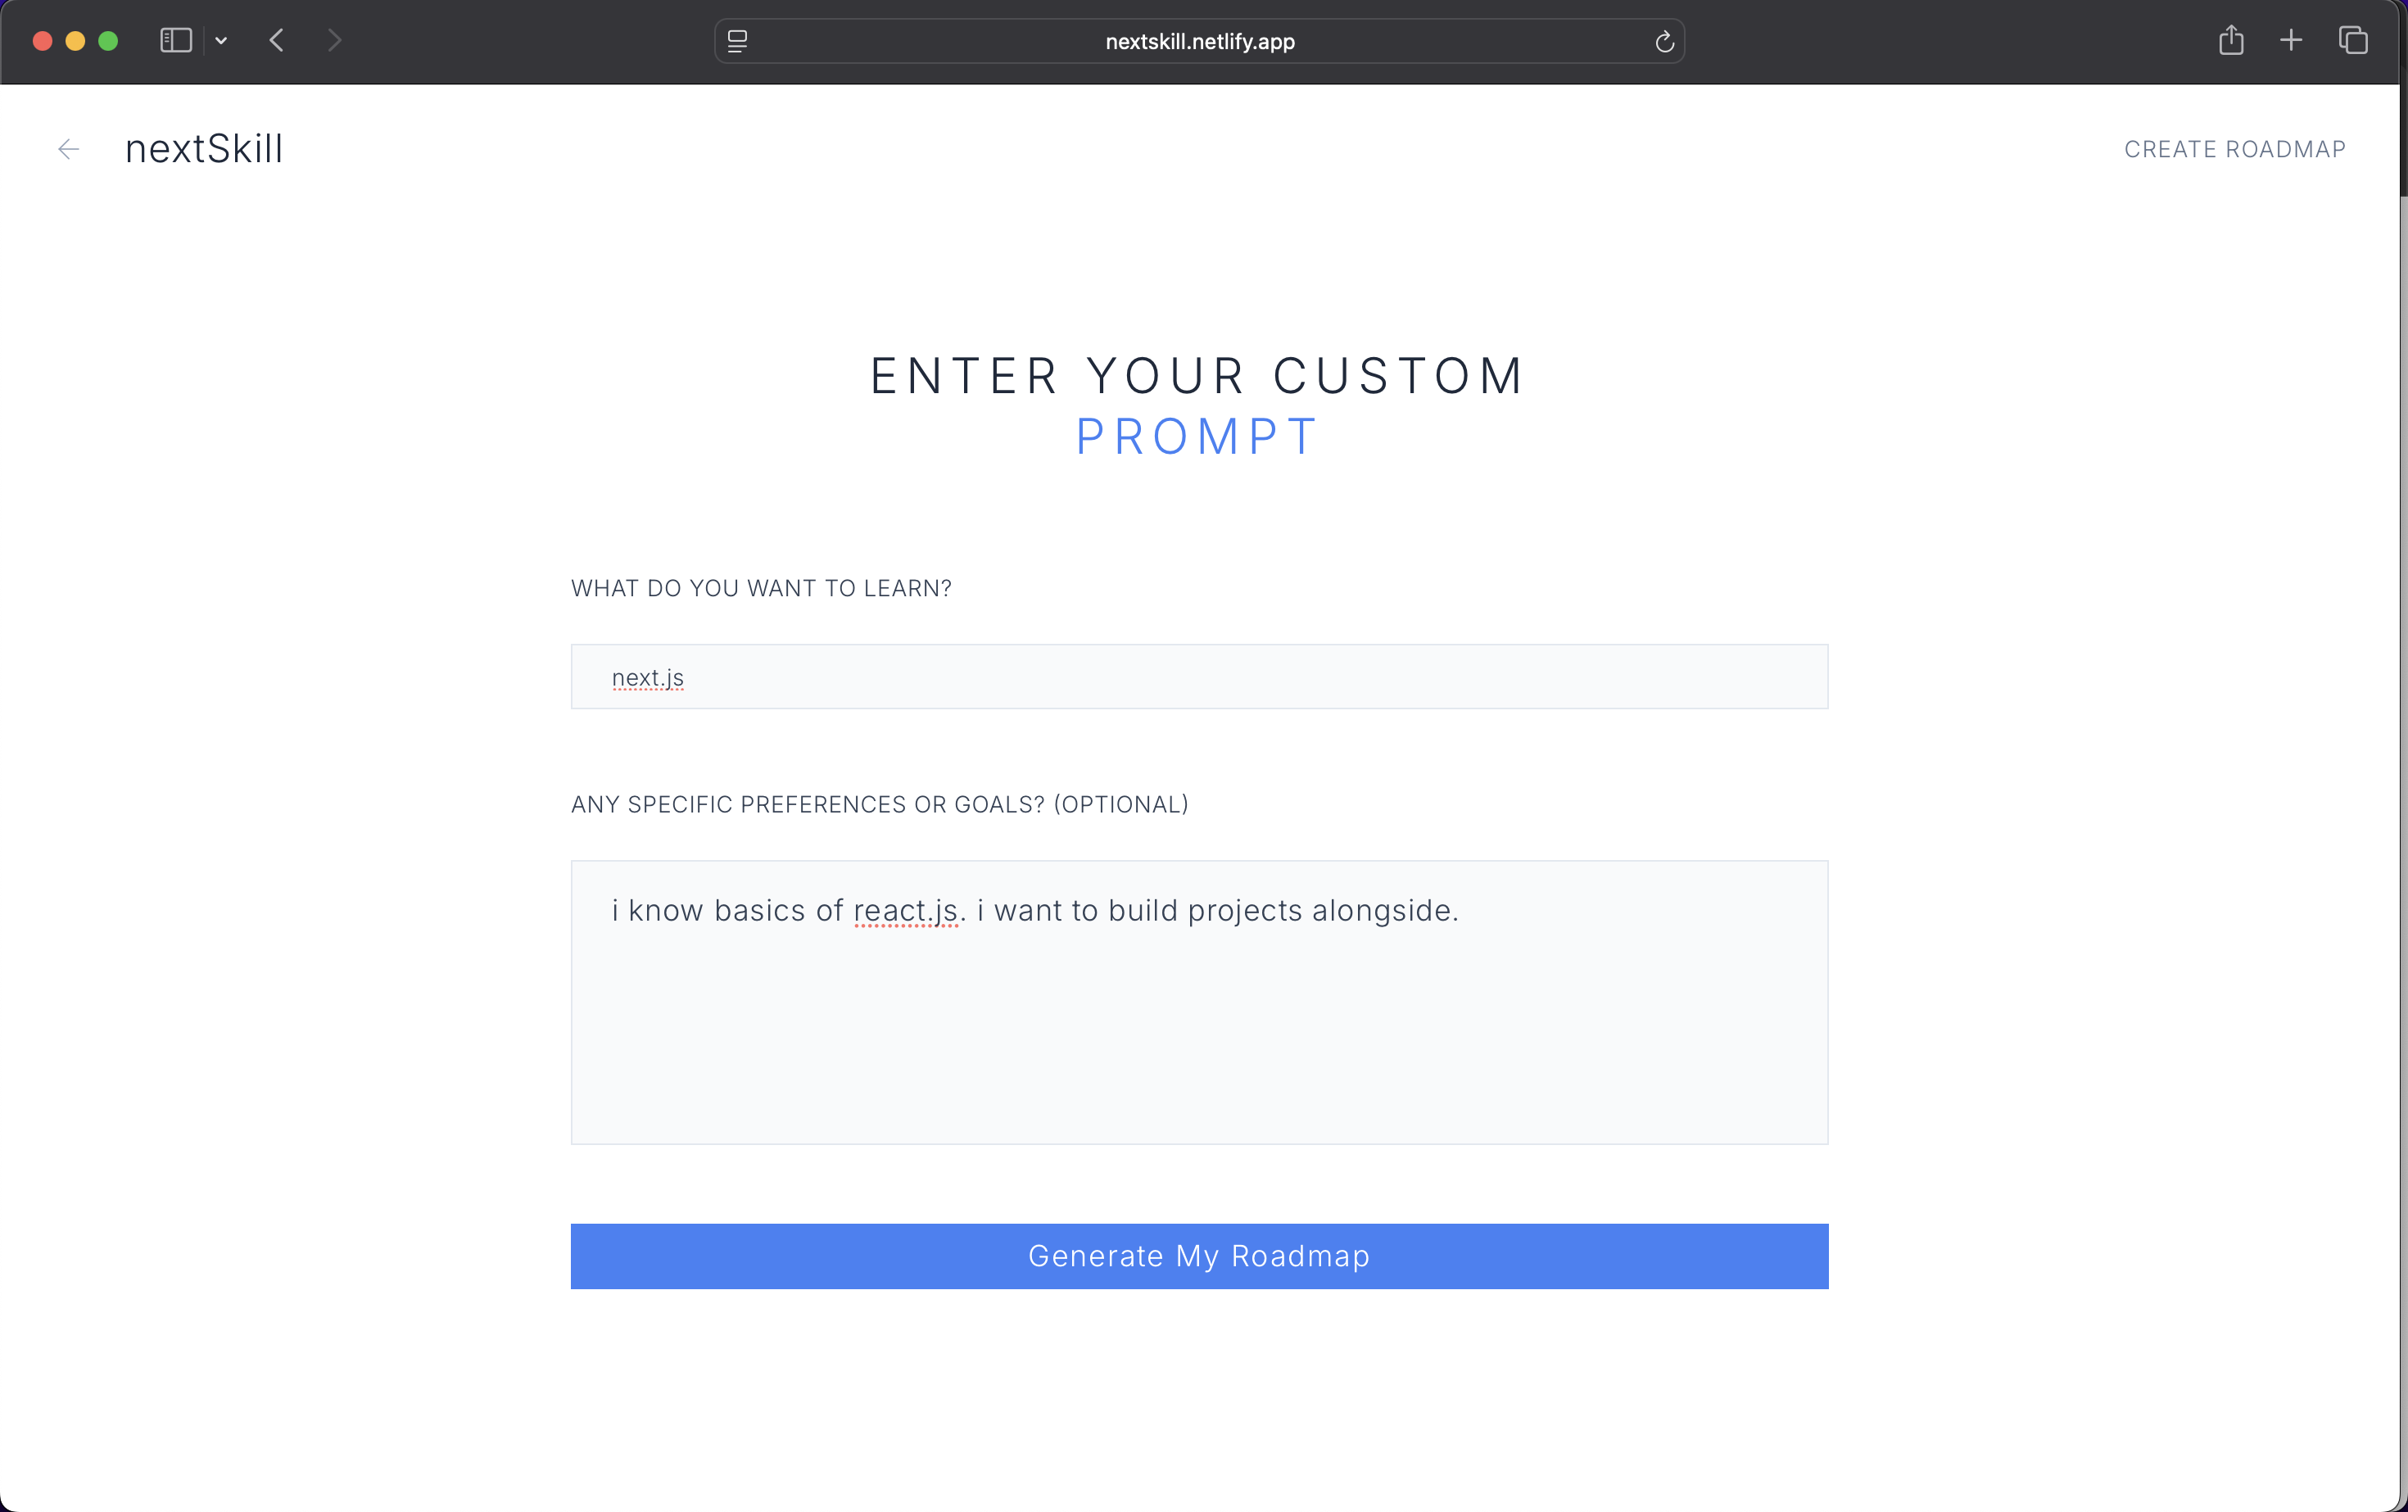 nextskill.netlify.app
nextSkill
CREATE ROADMAP
ENTER YOUR CUSTOM
PROMPT
WHAT DO YOU WANT TO LEARN?
next.js
ANY SPECIFIC PREFERENCES OR GOALS? (OPTIONAL)
i know basics of react.js. i want to build projects alongside.
Generate My Roadmap